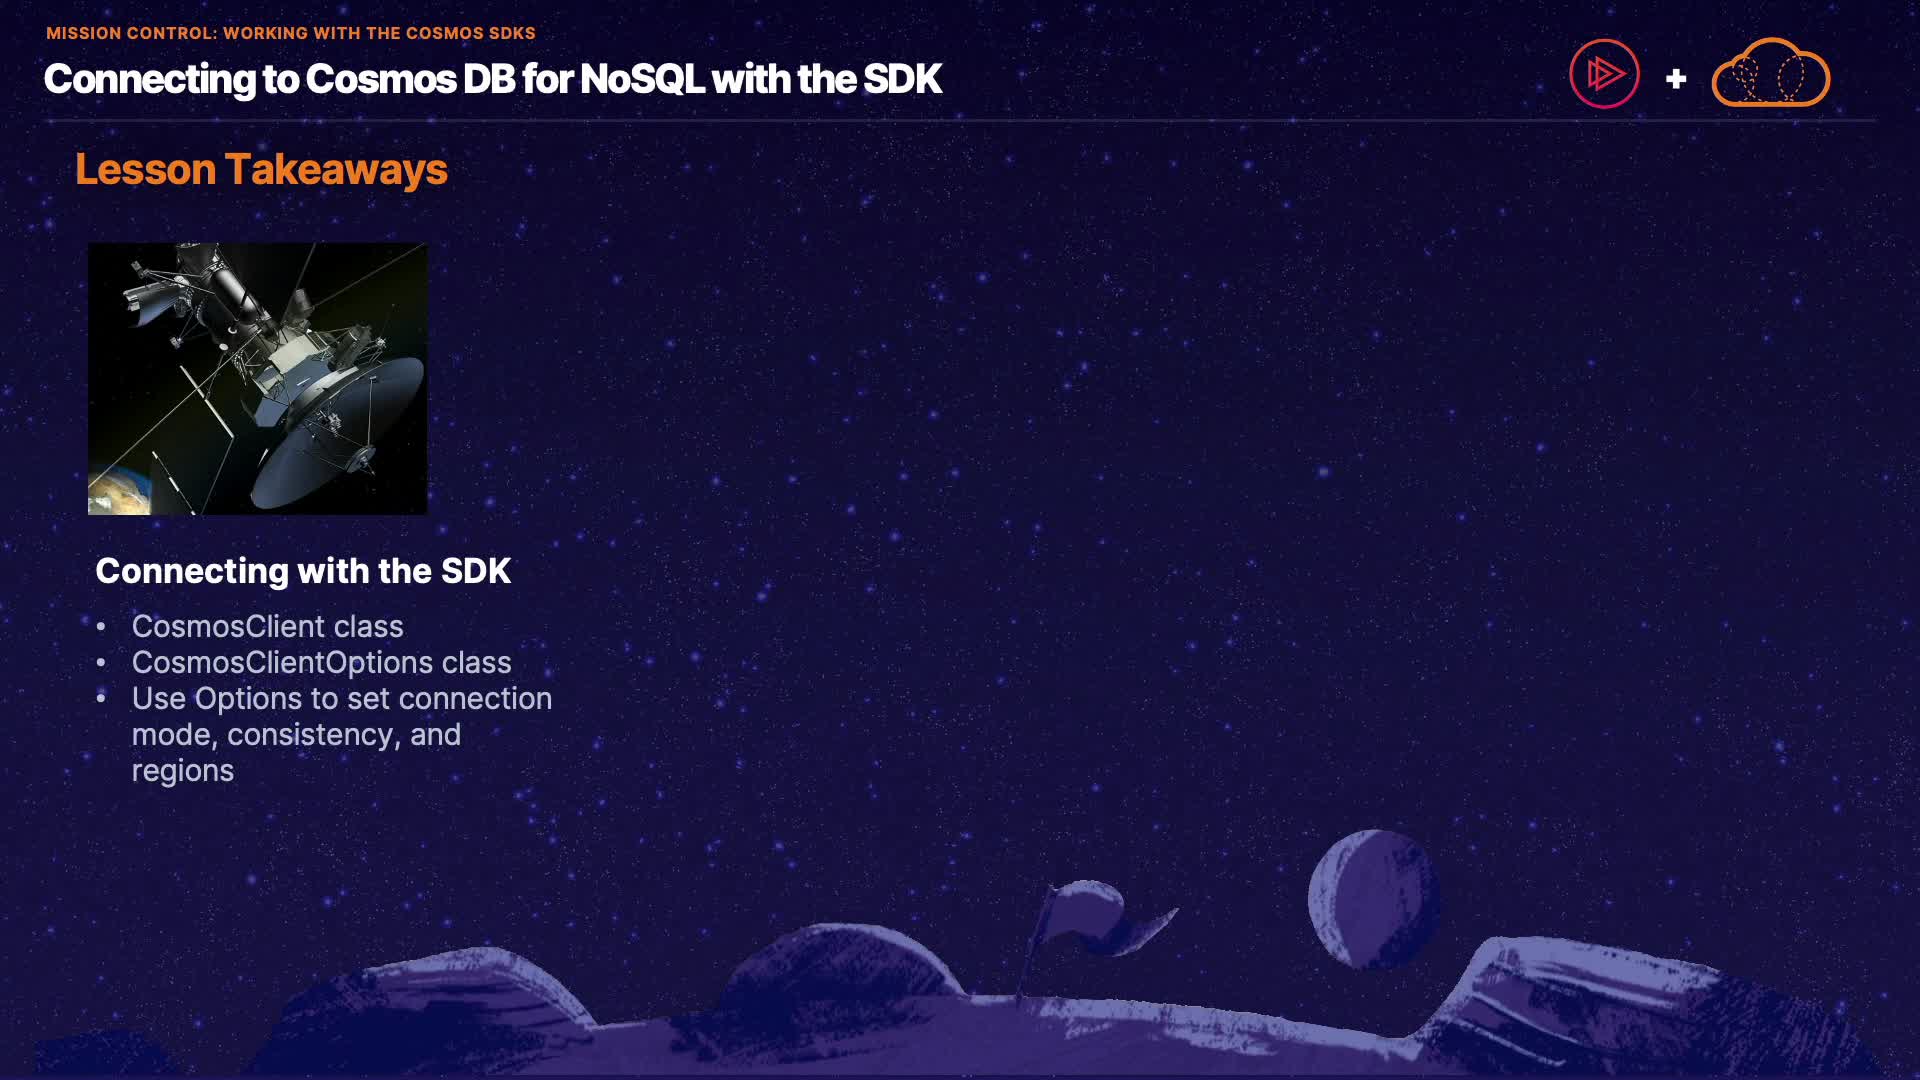 MISSION CONTROL: WORKING WITH THE COSMOS SDKS
Connecting to Cosmos DB for NoSQL with the SDK
+
Lesson Takeaways
Connecting with the SDK
• CosmosClient class
• CosmosClientOptions class
• Use Options to set connection
mode, consistency, and
regions